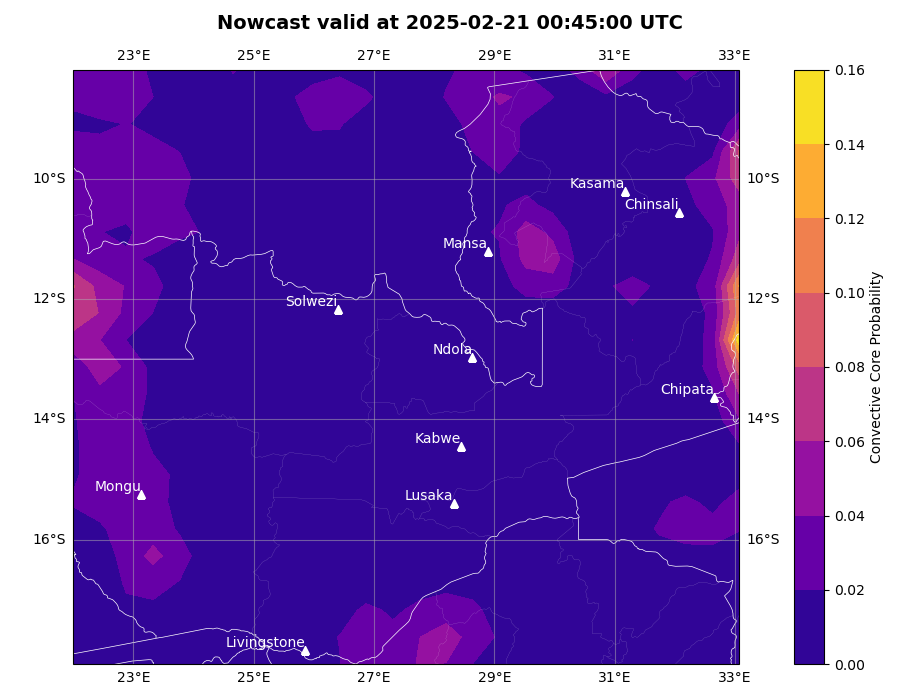 Nowcast valid at 2025-02-21 00:45:00 UTC
23°E 25°E 27°E 29°E 31°E 33°E
0.16
0.14
0.12
0.10
0.08
0.06
0.04
0.02
0.00
Convective Core Probability
10°S 10°S
12°S 12°S
14°S 14°S
16°S 16°S
Kasama
Chinsali
Mansa
Solwezi
Ndola
Chipata
Kabwe
Mongu
Lusaka
Livingstone
23°E 25°E 27°E 29°E 31°E 33°E